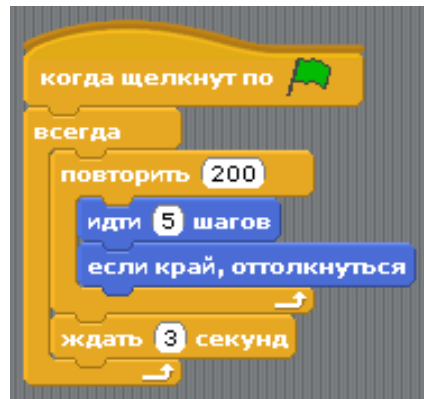 когда щелкнут по
всегда
повторить 200
идти 5 шагов
если край, оттолкнуться
ждать 3 секунд